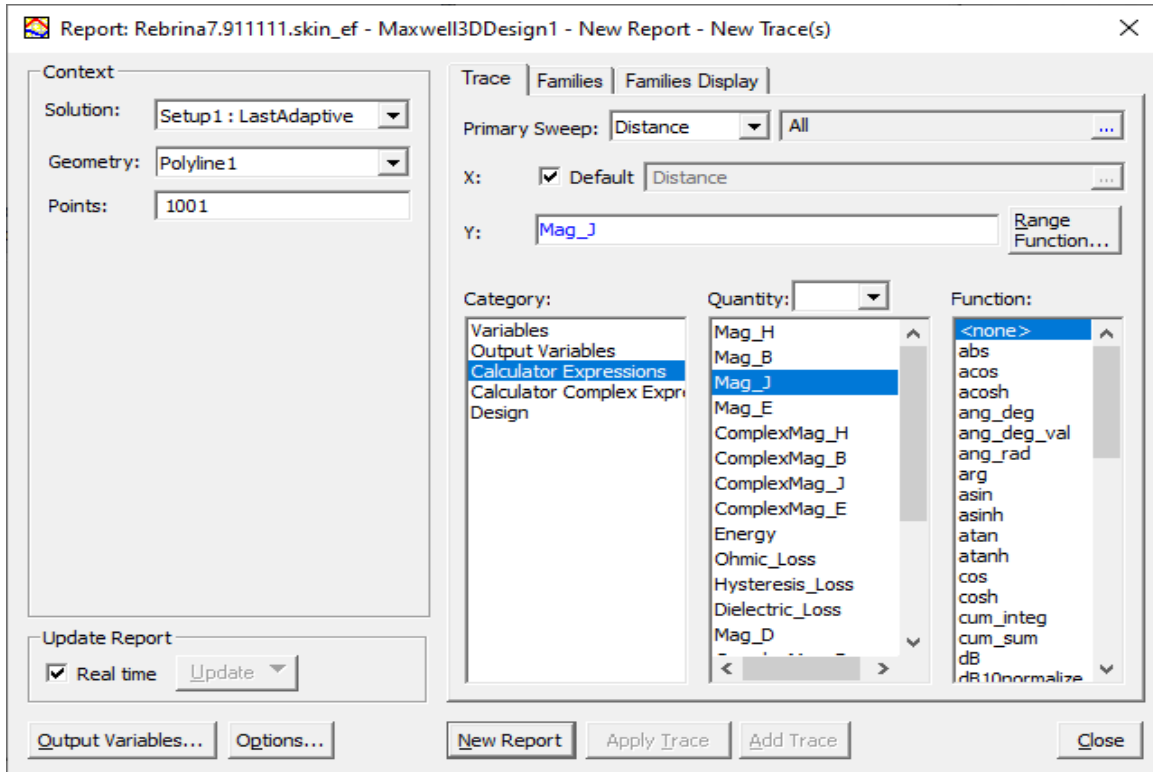 Report: Rebrina7.911111.skin_ef - Maxwell3DDesign1 - New Report - New Trace(s)
Context
Solution: Setup1 : LastAdaptive
Geometry: Polyline1
Points: 1001
Update Report
Real time Update
Output Variables... Options...
Trace Families Families Display
Primary Sweep: Distance All ...
X: Default Distance ...
Y: Mag_J Range Function...
Category:
Variables
Output Variables
Calculator Expressions
Calculator Complex Expre
Design
Quantity:
Mag_H
Mag_B
Mag_J
Mag_E
ComplexMag_H
ComplexMag_B
ComplexMag_J
ComplexMag_E
Energy
Ohmic_Loss
Hysteresis_Loss
Dielectric_Loss
Mag_D
Function:
<none>
abs
acos
acosh
ang_deg
ang_deg_val
ang_rad
arg
asin
asinh
atan
atanh
cos
cosh
cum_integ
cum_sum
dB
dB10normalize
New Report Apply Trace Add Trace Close